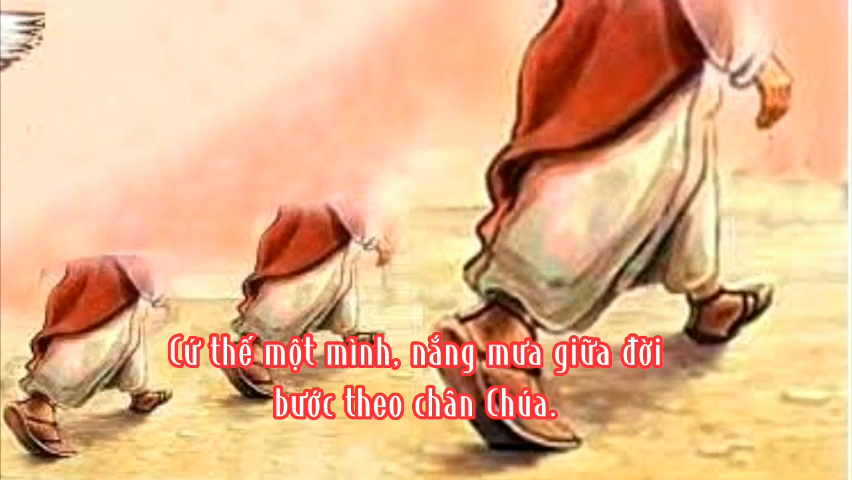 Cứ thế một mình, nắng mưa giữa đời
bước theo chân Chúa.